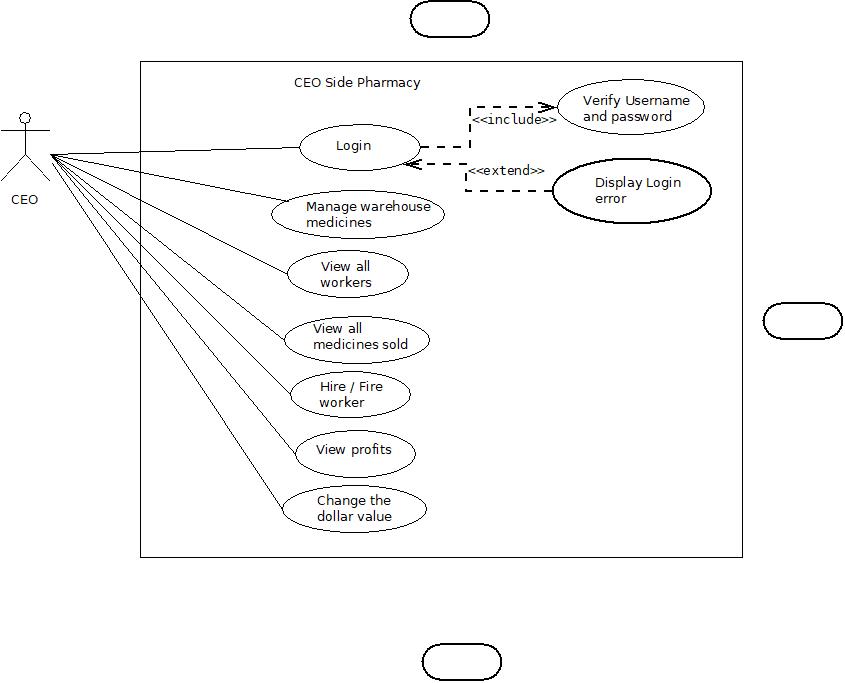 CEO Side Pharmacy
Verify Username
and password
<<include>>
Login
<<extend>>
Display Login
error
CEO
Manage warehouse
medicines
View all
workers
View all
medicines sold
Hire / Fire
worker
View profits
Change the
dollar value